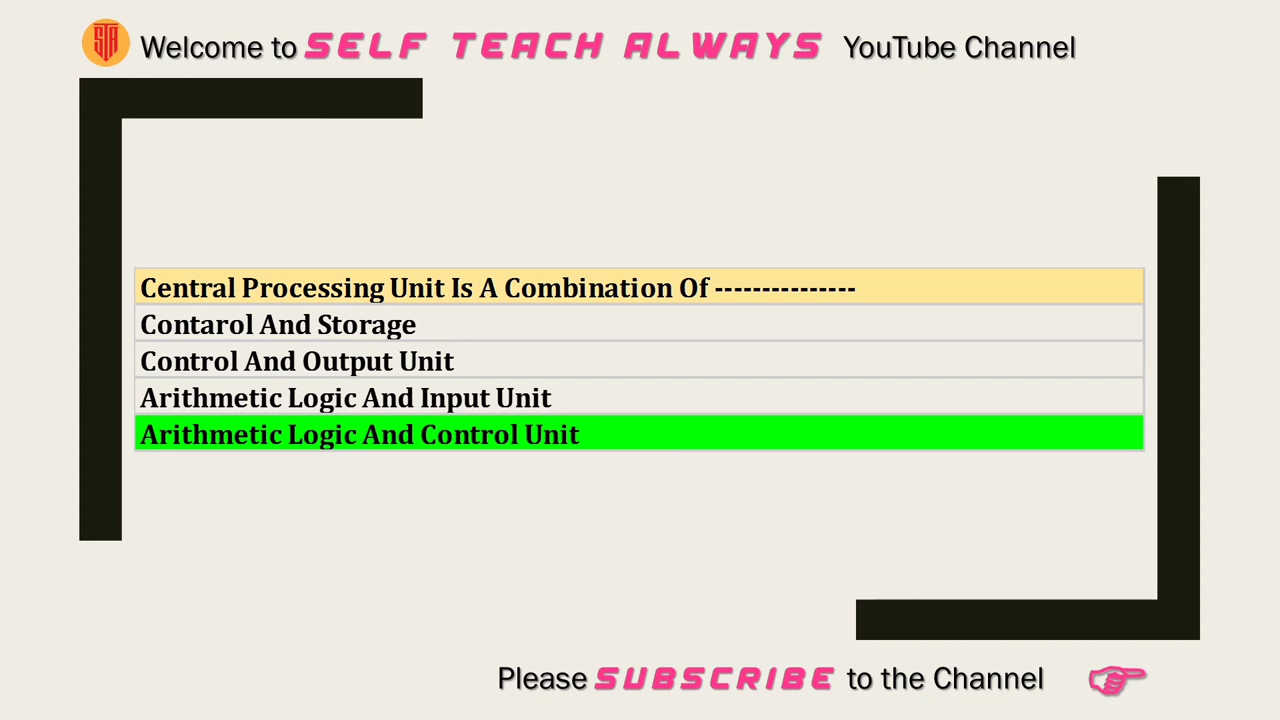 STA
Welcome to SELF TEACH ALWAYS YouTube Channel
Central Processing Unit Is A Combination Of ---------------
Contarol And Storage
Control And Output Unit
Arithmetic Logic And Input Unit
Arithmetic Logic And Control Unit
Please SUBSCRIBE to the Channel